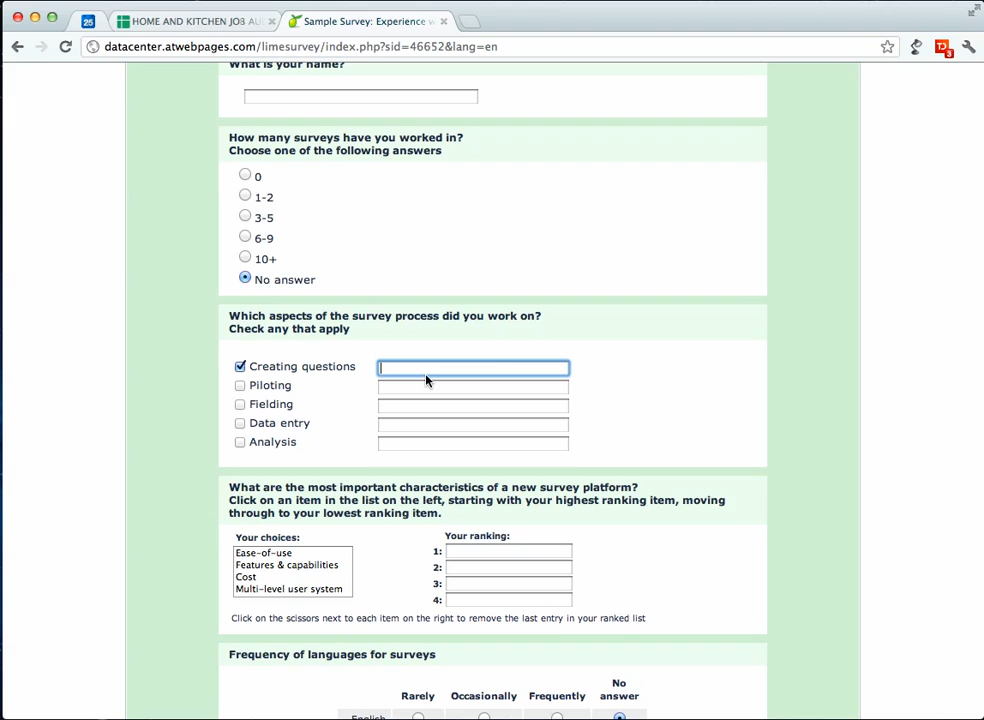 25
HOME AND KITCHEN JOB AU
Sample Survey: Experience w
datacenter.atwebpages.com/limesurvey/index.php?sid=46652&lang=en
3
What is your name?
How many surveys have you worked in?
Choose one of the following answers
0
1-2
3-5
6-9
10+
No answer
Which aspects of the survey process did you work on?
Check any that apply
Creating questions
Piloting
Fielding
Data entry
Analysis
What are the most important characteristics of a new survey platform?
Click on an item in the list on the left, starting with your highest ranking item, moving
through to your lowest ranking item.
Your choices:
Ease-of-use
Features & capabilities
Cost
Multi-level user system
Your ranking:
1:
2:
3:
4:
Click on the scissors next to each item on the right to remove the last entry in your ranked list
Frequency of languages for surveys
Rarely Occasionally Frequently No answer
English